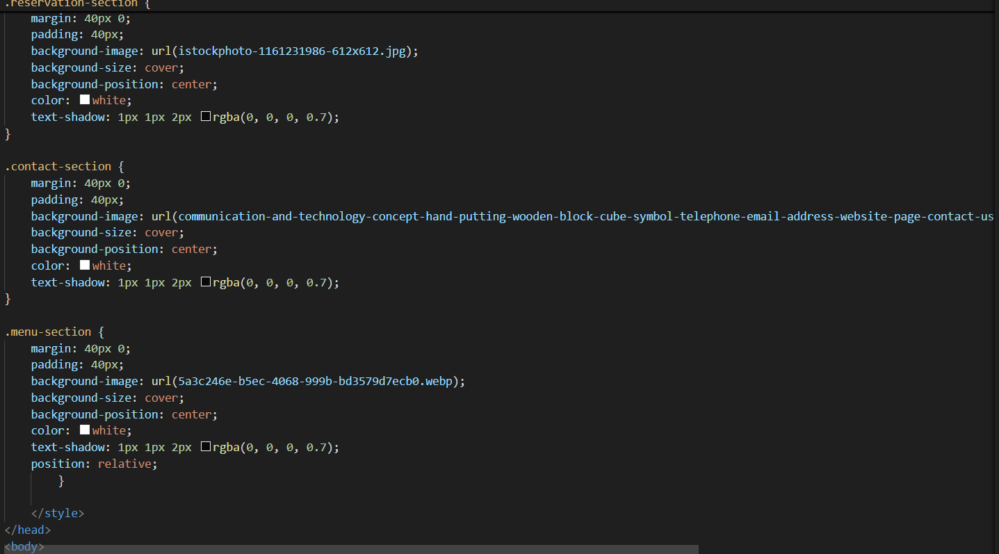 .reservation-section {
    margin: 40px 0;
    padding: 40px;
    background-image: url(istockphoto-1161231986-612x612.jpg);
    background-size: cover;
    background-position: center;
    color: white;
    text-shadow: 1px 1px 2px rgba(0, 0, 0, 0.7);
}

.contact-section {
    margin: 40px 0;
    padding: 40px;
    background-image: url(communication-and-technology-concept-hand-putting-wooden-block-cube-symbol-telephone-email-address-website-page-contact-us
    background-size: cover;
    background-position: center;
    color: white;
    text-shadow: 1px 1px 2px rgba(0, 0, 0, 0.7);
}

.menu-section {
    margin: 40px 0;
    padding: 40px;
    background-image: url(5a3c246e-b5ec-4068-999b-bd3579d7ecb0.webp);
    background-size: cover;
    background-position: center;
    color: white;
    text-shadow: 1px 1px 2px rgba(0, 0, 0, 0.7);
    position: relative;
        }

    </style>
</head>
<body>